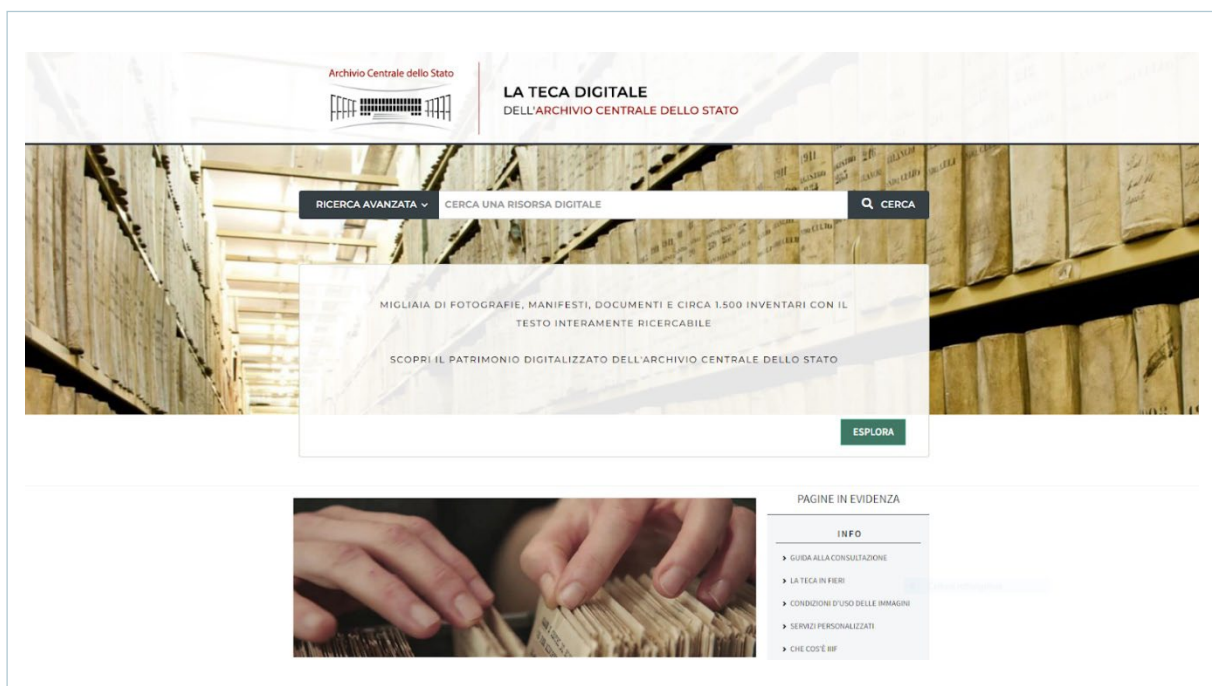 Archivio Centrale dello Stato
LA TECA DIGITALE
DELL'ARCHIVIO CENTRALE DELLO STATO
RICERCA AVANZATA
CERCA UNA RISORSA DIGITALE
CERCA
MIGLIAIA DI FOTOGRAFIE, MANIFESTI, DOCUMENTI E CIRCA 1.500 INVENTARI CON IL
TESTO INTERAMENTE RICERCABILE
SCOPRI IL PATRIMONIO DIGITALIZZATO DELL'ARCHIVIO CENTRALE DELLO STATO
ESPLORA
PAGINE IN EVIDENZA
INFO
GUIDA ALLA CONSULTAZIONE
LA TECA IN FIERI
CONDIZIONI D'USO DELLE IMMAGINI
SERVIZI PERSONALIZZATI
CHE COS'È IIIF